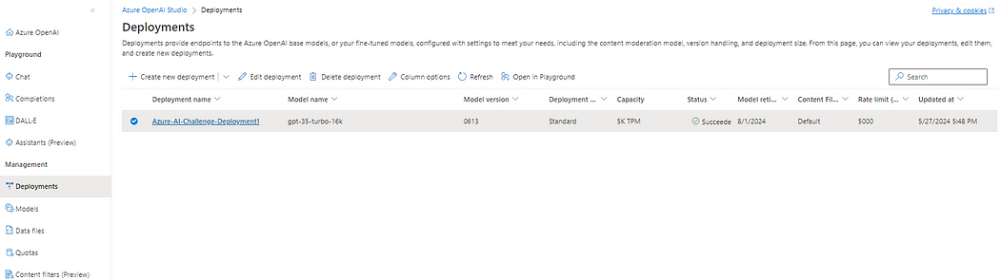 Azure OpenAI Studio > Deployments
Privacy & cookies
Azure OpenAI
Playground
Chat
Completions
DALL-E
Assistants (Preview)
Management
Deployments
Models
Data files
Quotas
Content filters (Preview)
Deployments
Deployments provide endpoints to the Azure OpenAI base models, or your fine-tuned models, configured with settings to meet your needs, including the content moderation model, version handling, and deployment size. From this page, you can view your deployments, edit them,
and create new deployments.
Create new deployment Edit deployment Delete deployment Column options Refresh Open in Playground Search
Deployment name Model name Model version Deployment ... Capacity Status Model reti... Content Fil... Rate limit (... Updated at
Azure-AI-Challenge-Deployment1 gpt-35-turbo-16k 0613 Standard 5K TPM Succeede 8/1/2024 Default 5000 5/27/2024 5:48 PM